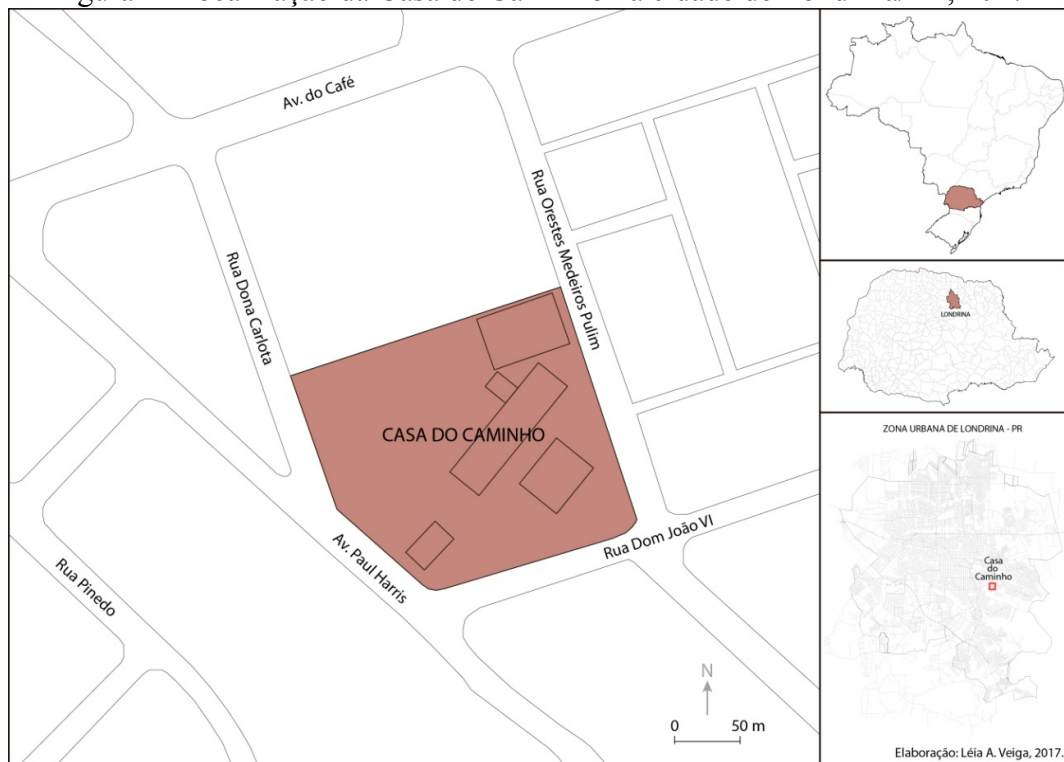 Av. do Café
Rua Orestes Medeiros Pulim
Rua Dona Carlota
CASA DO CAMINHO
Av. Paul Harris
Rua Dom João VI
Rua Pinedo
N
0 50 m
LONDRINA
ZONA URBANA DE LONDRINA - PR
Casa
do
Caminho
Elaboração: Léia A. Veiga, 2017.